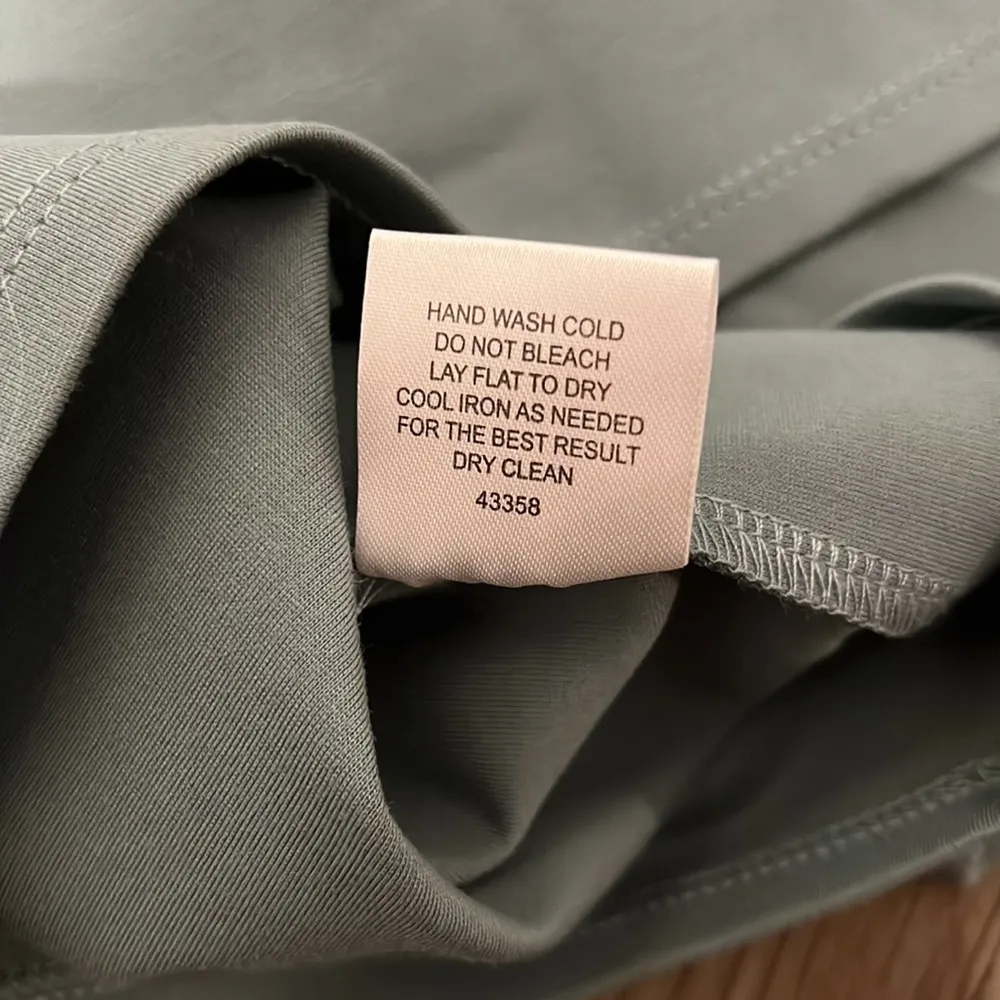 HAND WASH COLD
DO NOT BLEACH
LAY FLAT TO DRY
COOL IRON AS NEEDED
FOR THE BEST RESULT
DRY CLEAN
43358